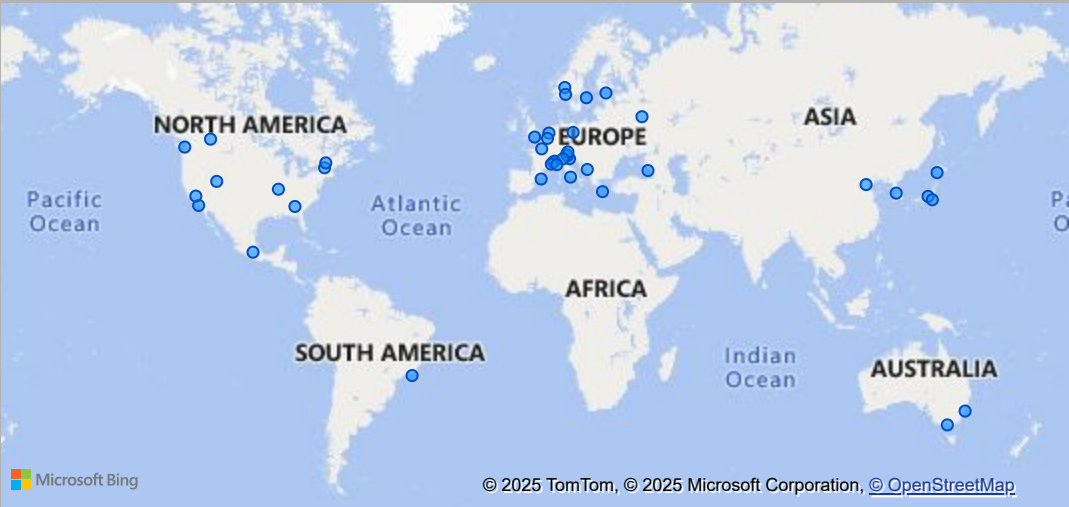 NORTH AMERICA
EUROPE
ASIA
Pacific
Ocean
Atlantic
Ocean
Pa
O
AFRICA
SOUTH AMERICA
Indian
Ocean
AUSTRALIA
Microsoft Bing
© 2025 TomTom, © 2025 Microsoft Corporation, © OpenStreetMap